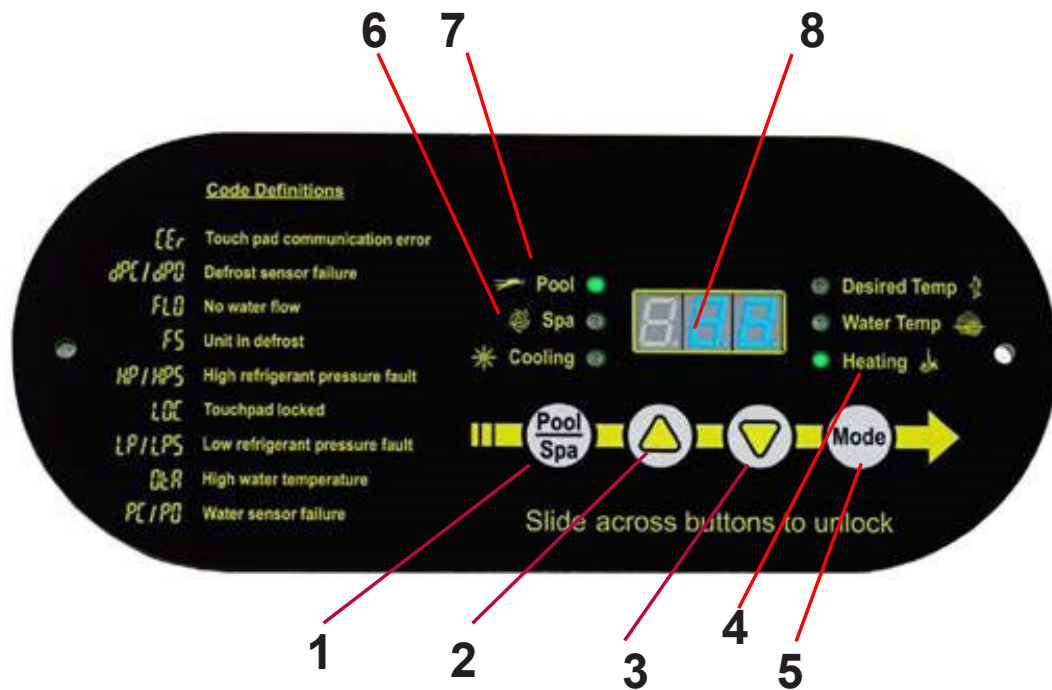 6 7 8
Code Definitions
CEr Touch pad communication error
dPC / dPO Defrost sensor failure
FLO No water flow
FS Unit in defrost
HP / HPS High refrigerant pressure fault
LOC Touchpad locked
LP / LPS Low refrigerant pressure fault
OtA High water temperature
PC / PO Water sensor failure
Pool
Spa
Cooling
Desired Temp
Water Temp
Heating
Pool
Spa
Mode
Slide across buttons to unlock
1 2 3 4 5